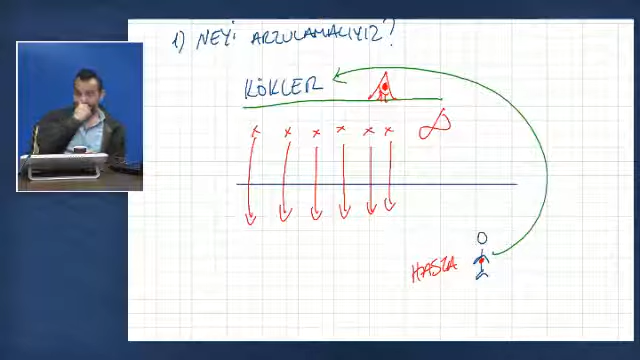 1) NEYİ ARZULAMALIYIZ?
KÖKLER
x x x x x x ∞
HASTA